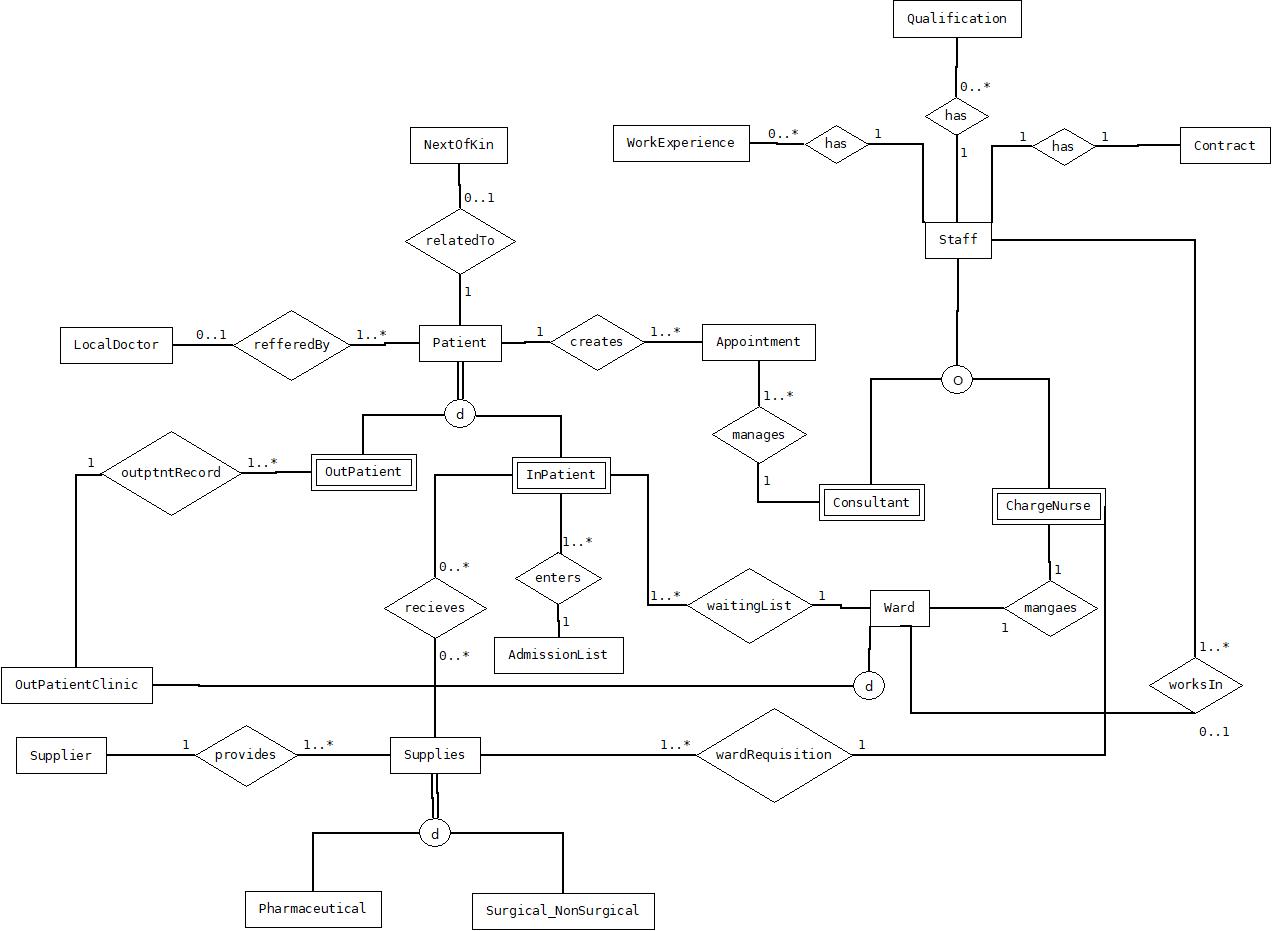 Qualification
0..*
has
1
WorkExperience
0..*
has
1
1
has
1
Contract
NextOfKin
0..1
relatedTo
1
Staff
LocalDoctor
0..1
refferedBy
1..*
Patient
1
creates
1..*
Appointment
O
d
1..*
manages
1
outptntRecord
1
1..*
OutPatient
InPatient
Consultant
ChargeNurse
0..*
recieves
0..*
1..*
enters
1
AdmissionList
1..*
waitingList
1
Ward
1
mangaes
1
1..*
worksIn
0..1
OutPatientClinic
d
Supplier
1
provides
1..*
Supplies
1..*
wardRequisition
1
d
Pharmaceutical
Surgical_NonSurgical